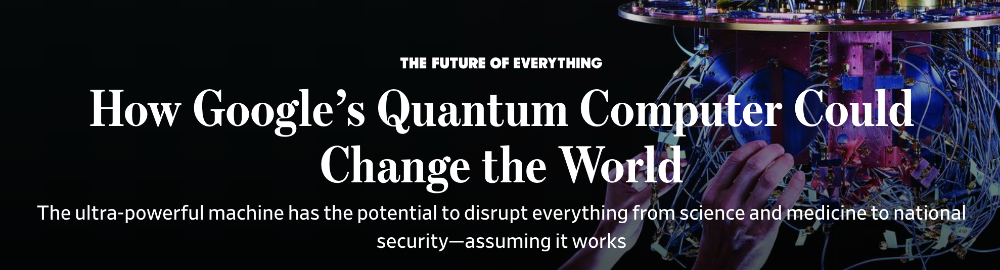 THE FUTURE OF EVERYTHING
How Google’s Quantum Computer Could
Change the World
The ultra-powerful machine has the potential to disrupt everything from science and medicine to national
security—assuming it works
A19